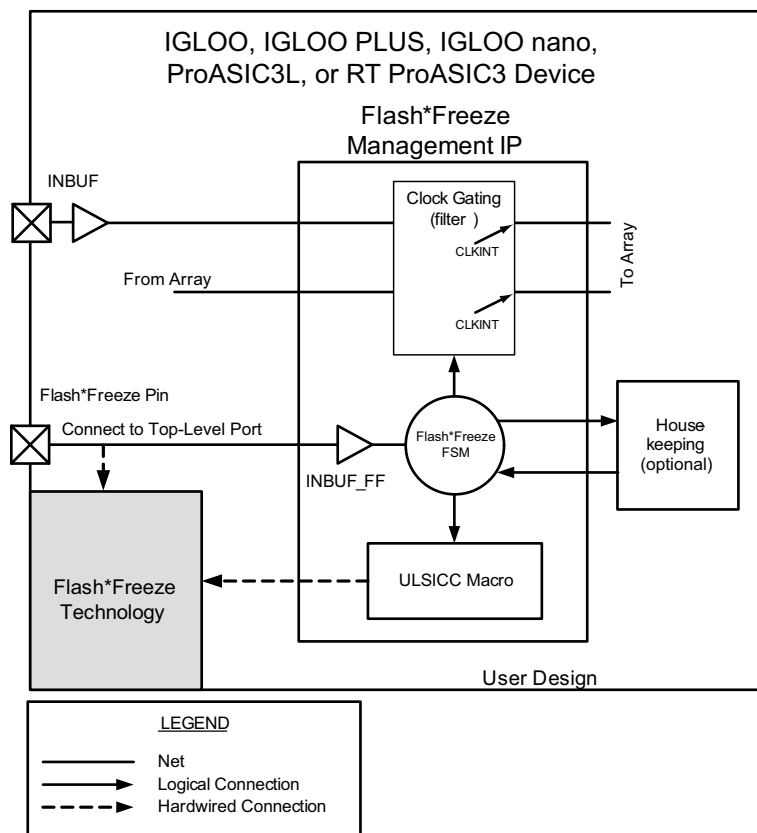 IGLOO, IGLOO PLUS, IGLOO nano,
ProASIC3L, or RT ProASIC3 Device
Flash*Freeze
Management IP
INBUF
Clock Gating
(filter )
CLKINT
To Array
From Array
CLKINT
Flash*Freeze Pin
Connect to Top-Level Port
INBUF_FF
Flash*Freeze
FSM
House
keeping
(optional)
Flash*Freeze
Technology
ULSICC Macro
User Design
LEGEND
Net
Logical Connection
Hardwired Connection